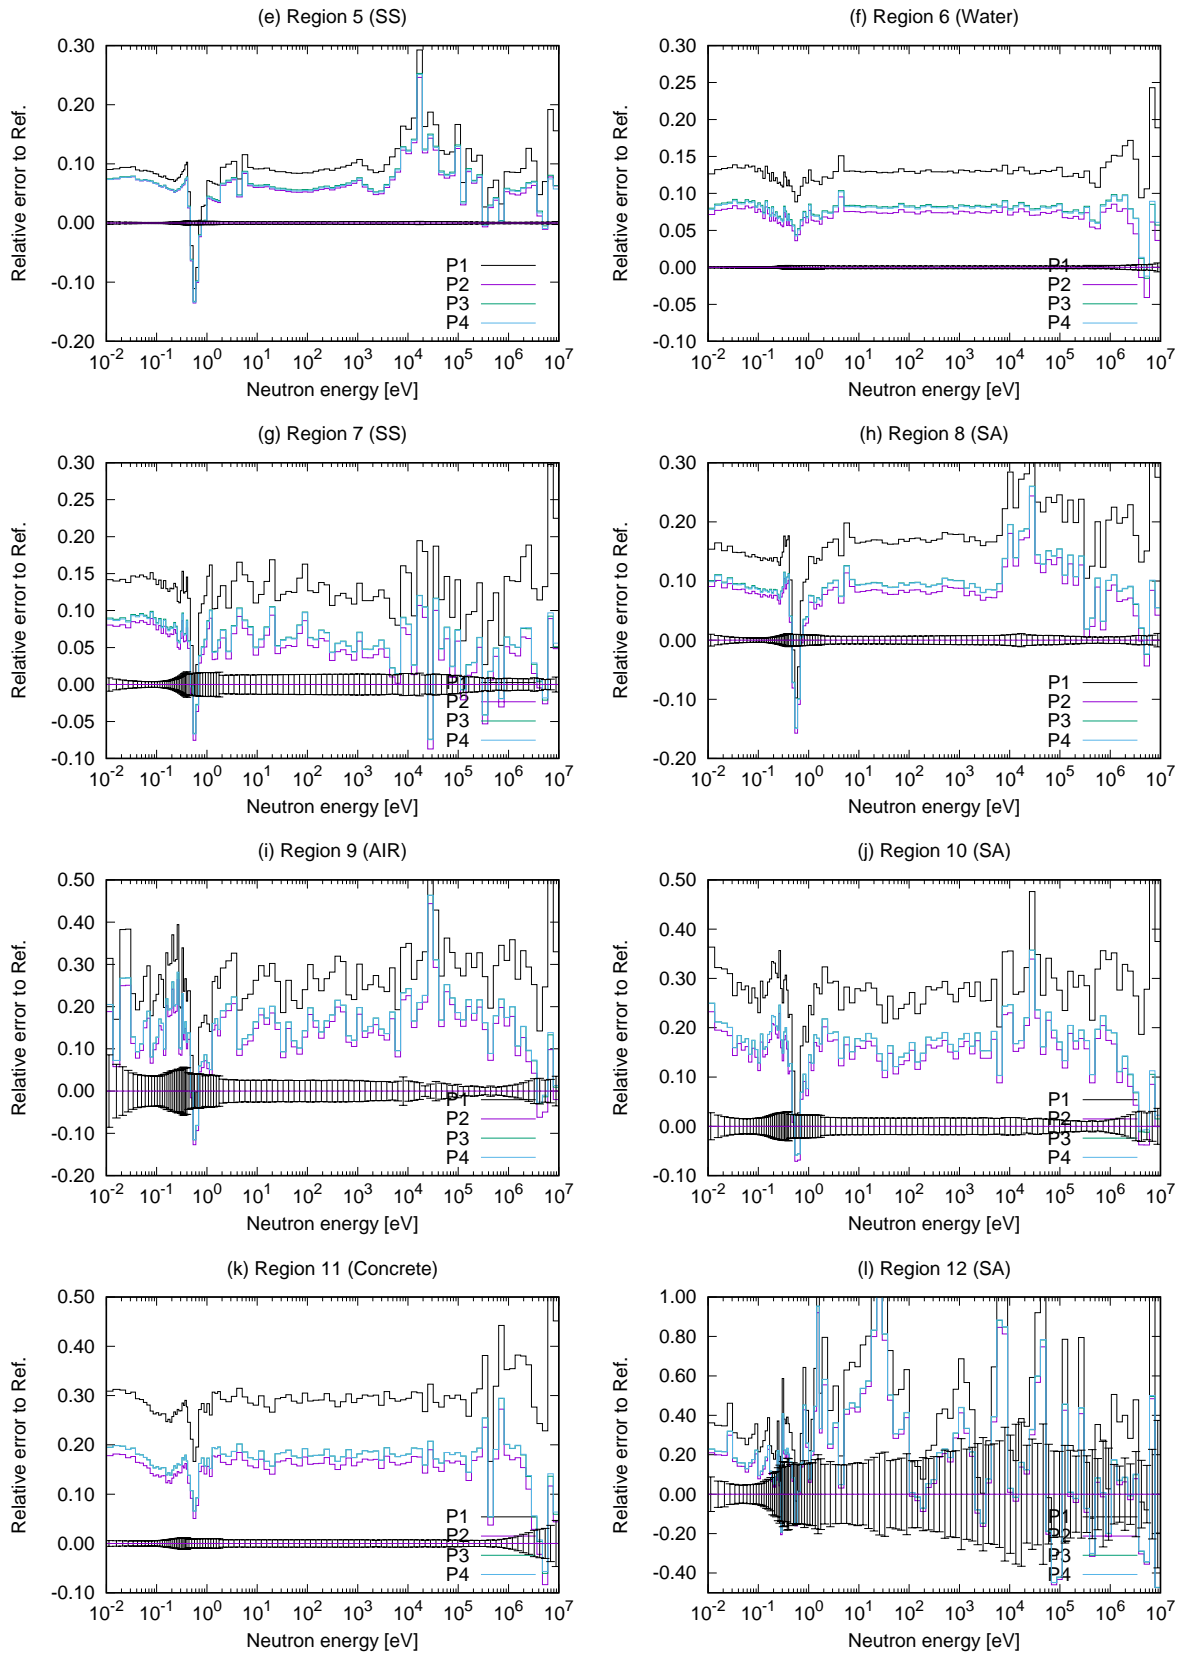 (e) Region 5 (SS)
Relative error to Ref.
0.30
0.20
0.10
0.00
-0.10
-0.20
P1
P2
P3
P4
10-2 10-1 100 101 102 103 104 105 106 107
Neutron energy [eV]
(f) Region 6 (Water)
Relative error to Ref.
0.30
0.25
0.20
0.15
0.10
0.05
0.00
-0.05
-0.10
P1
P2
P3
P4
10-2 10-1 100 101 102 103 104 105 106 107
Neutron energy [eV]
(g) Region 7 (SS)
Relative error to Ref.
0.30
0.25
0.20
0.15
0.10
0.05
0.00
-0.05
-0.10
P1
P2
P3
P4
10-2 10-1 100 101 102 103 104 105 106 107
Neutron energy [eV]
(h) Region 8 (SA)
Relative error to Ref.
0.30
0.20
0.10
0.00
-0.10
-0.20
P1
P2
P3
P4
10-2 10-1 100 101 102 103 104 105 106 107
Neutron energy [eV]
(i) Region 9 (AIR)
Relative error to Ref.
0.50
0.40
0.30
0.20
0.10
0.00
-0.10
-0.20
P1
P2
P3
P4
10-2 10-1 100 101 102 103 104 105 106 107
Neutron energy [eV]
(j) Region 10 (SA)
Relative error to Ref.
0.50
0.40
0.30
0.20
0.10
0.00
-0.10
P1
P2
P3
P4
10-2 10-1 100 101 102 103 104 105 106 107
Neutron energy [eV]
(k) Region 11 (Concrete)
Relative error to Ref.
0.50
0.40
0.30
0.20
0.10
0.00
-0.10
P1
P2
P3
P4
10-2 10-1 100 101 102 103 104 105 106 107
Neutron energy [eV]
(l) Region 12 (SA)
Relative error to Ref.
1.00
0.80
0.60
0.40
0.20
0.00
-0.20
-0.40
P1
P2
P3
P4
10-2 10-1 100 101 102 103 104 105 106 107
Neutron energy [eV]